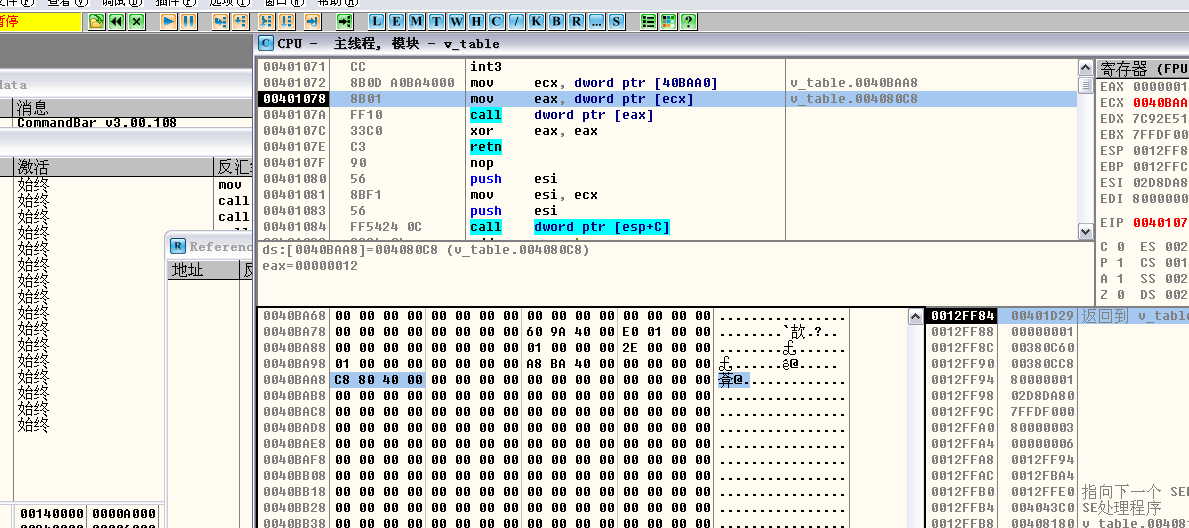 文件(F) 查看(V) 调试(D) 插件(P) 选项(T) 窗口(W) 帮助(H)
暂停
L E M T W H C / K B R ... S
?
C CPU - 主线程, 模块 - v_table
data
消息
CommandBar v3.00.108
激活 反汇
始终 mov
始终 call
始终 call
始终
始终
始终
始终
始终
始终
始终
始终
始终
始终
始终
始终
始终
R Referenc
地址
00140000 0000A000
00401071 CC int3
00401072 8B0D A0BA4000 mov ecx, dword ptr [40BAA0] v_table.0040BAA8
00401078 8B01 mov eax, dword ptr [ecx] v_table.004080C8
0040107A FF10 call dword ptr [eax]
0040107C 33C0 xor eax, eax
0040107E C3 retn
0040107F 90 nop
00401080 56 push esi
00401081 8BF1 mov esi, ecx
00401083 56 push esi
00401084 FF5424 0C call dword ptr [esp+C]
ds:[0040BAA8]=004080C8 (v_table.004080C8)
eax=00000012
寄存器 (FPU
EAX 0000001
ECX 0040BAA
EDX 7C92E51
EBX 7FFDF00
ESP 0012FF8
EBP 0012FFC
ESI 02D8DA8
EDI 8000000
EIP 0040107
C 0 ES 002
P 1 CS 001
A 1 SS 002
Z 0 DS 002
0040BA68 00 00 00 00 00 00 00 00 00 00 00 00 00 00 00 00 ................
0040BA78 00 00 00 00 00 00 00 00 60 9A 40 00 E0 01 00 00 ........`欰.?..
0040BA88 00 00 00 00 00 00 00 00 01 00 00 00 2E 00 00 00
0040BA98 01 00 00 00 00 00 00 00 A8 BA 40 00 00 00 00 00
0040BAA8 C8 80 40 00 00 00 00 00 00 00 00 00 00 00 00 00
0040BAB8 00 00 00 00 00 00 00 00 00 00 00 00 00 00 00 00 ................
0040BAC8 00 00 00 00 00 00 00 00 00 00 00 00 00 00 00 00 ................
0040BAD8 00 00 00 00 00 00 00 00 00 00 00 00 00 00 00 00 ................
0040BAE8 00 00 00 00 00 00 00 00 00 00 00 00 00 00 00 00 ................
0040BAF8 00 00 00 00 00 00 00 00 00 00 00 00 00 00 00 00 ................
0040BB08 00 00 00 00 00 00 00 00 00 00 00 00 00 00 00 00 ................
0040BB18 00 00 00 00 00 00 00 00 00 00 00 00 00 00 00 00 ................
0040BB28 00 00 00 00 00 00 00 00 00 00 00 00 00 00 00 00 ................
0040BB38 00 00 00 00 00 00 00 00 00 00 00 00 00 00 00 00 ................
0012FF84 00401D29 返回到 v_table
0012FF88 00000001
0012FF8C 00380C60
0012FF90 00380CC8
0012FF94 80000001
0012FF98 02D8DA80
0012FF9C 7FFDF000
0012FFA0 80000003
0012FFA4 00000006
0012FFA8 0012FF94
0012FFAC 0012FBA4
0012FFB0 0012FFE0 指向下一个 SE
0012FFB4 004043C0 SE处理程序
0012FFB8 00408180 v_table.00408